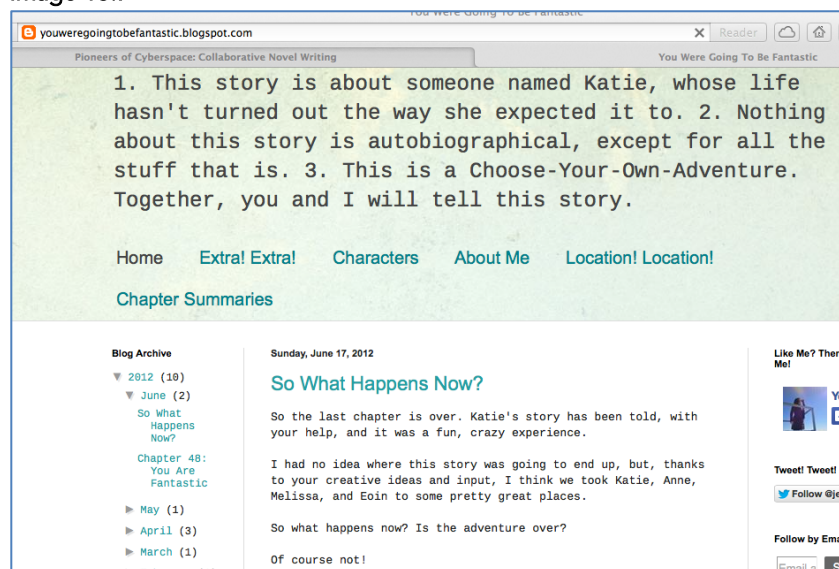 youweregoingtobefantastic.blogspot.com
Reader
Pioneers of Cyberspace: Collaborative Novel Writing
You Were Going To Be Fantastic
1. This story is about someone named Katie, whose life
hasn't turned out the way she expected it to. 2. Nothing
about this story is autobiographical, except for all the
stuff that is. 3. This is a Choose-Your-Own-Adventure.
Together, you and I will tell this story.
Home Extra! Extra! Characters About Me Location! Location!
Chapter Summaries
Blog Archive
▼ 2012 (10)
▼ June (2)
So What
Happens
Now?
Chapter 48:
You Are
Fantastic
► May (1)
► April (3)
► March (1)
Sunday, June 17, 2012
So What Happens Now?
So the last chapter is over. Katie's story has been told, with
your help, and it was a fun, crazy experience.
I had no idea where this story was going to end up, but, thanks
to your creative ideas and input, I think we took Katie, Anne,
Melissa, and Eoin to some pretty great places.
So what happens now? Is the adventure over?
Of course not!
Like Me?
Me!
Tweet! Tweet!
Follow
Follow by